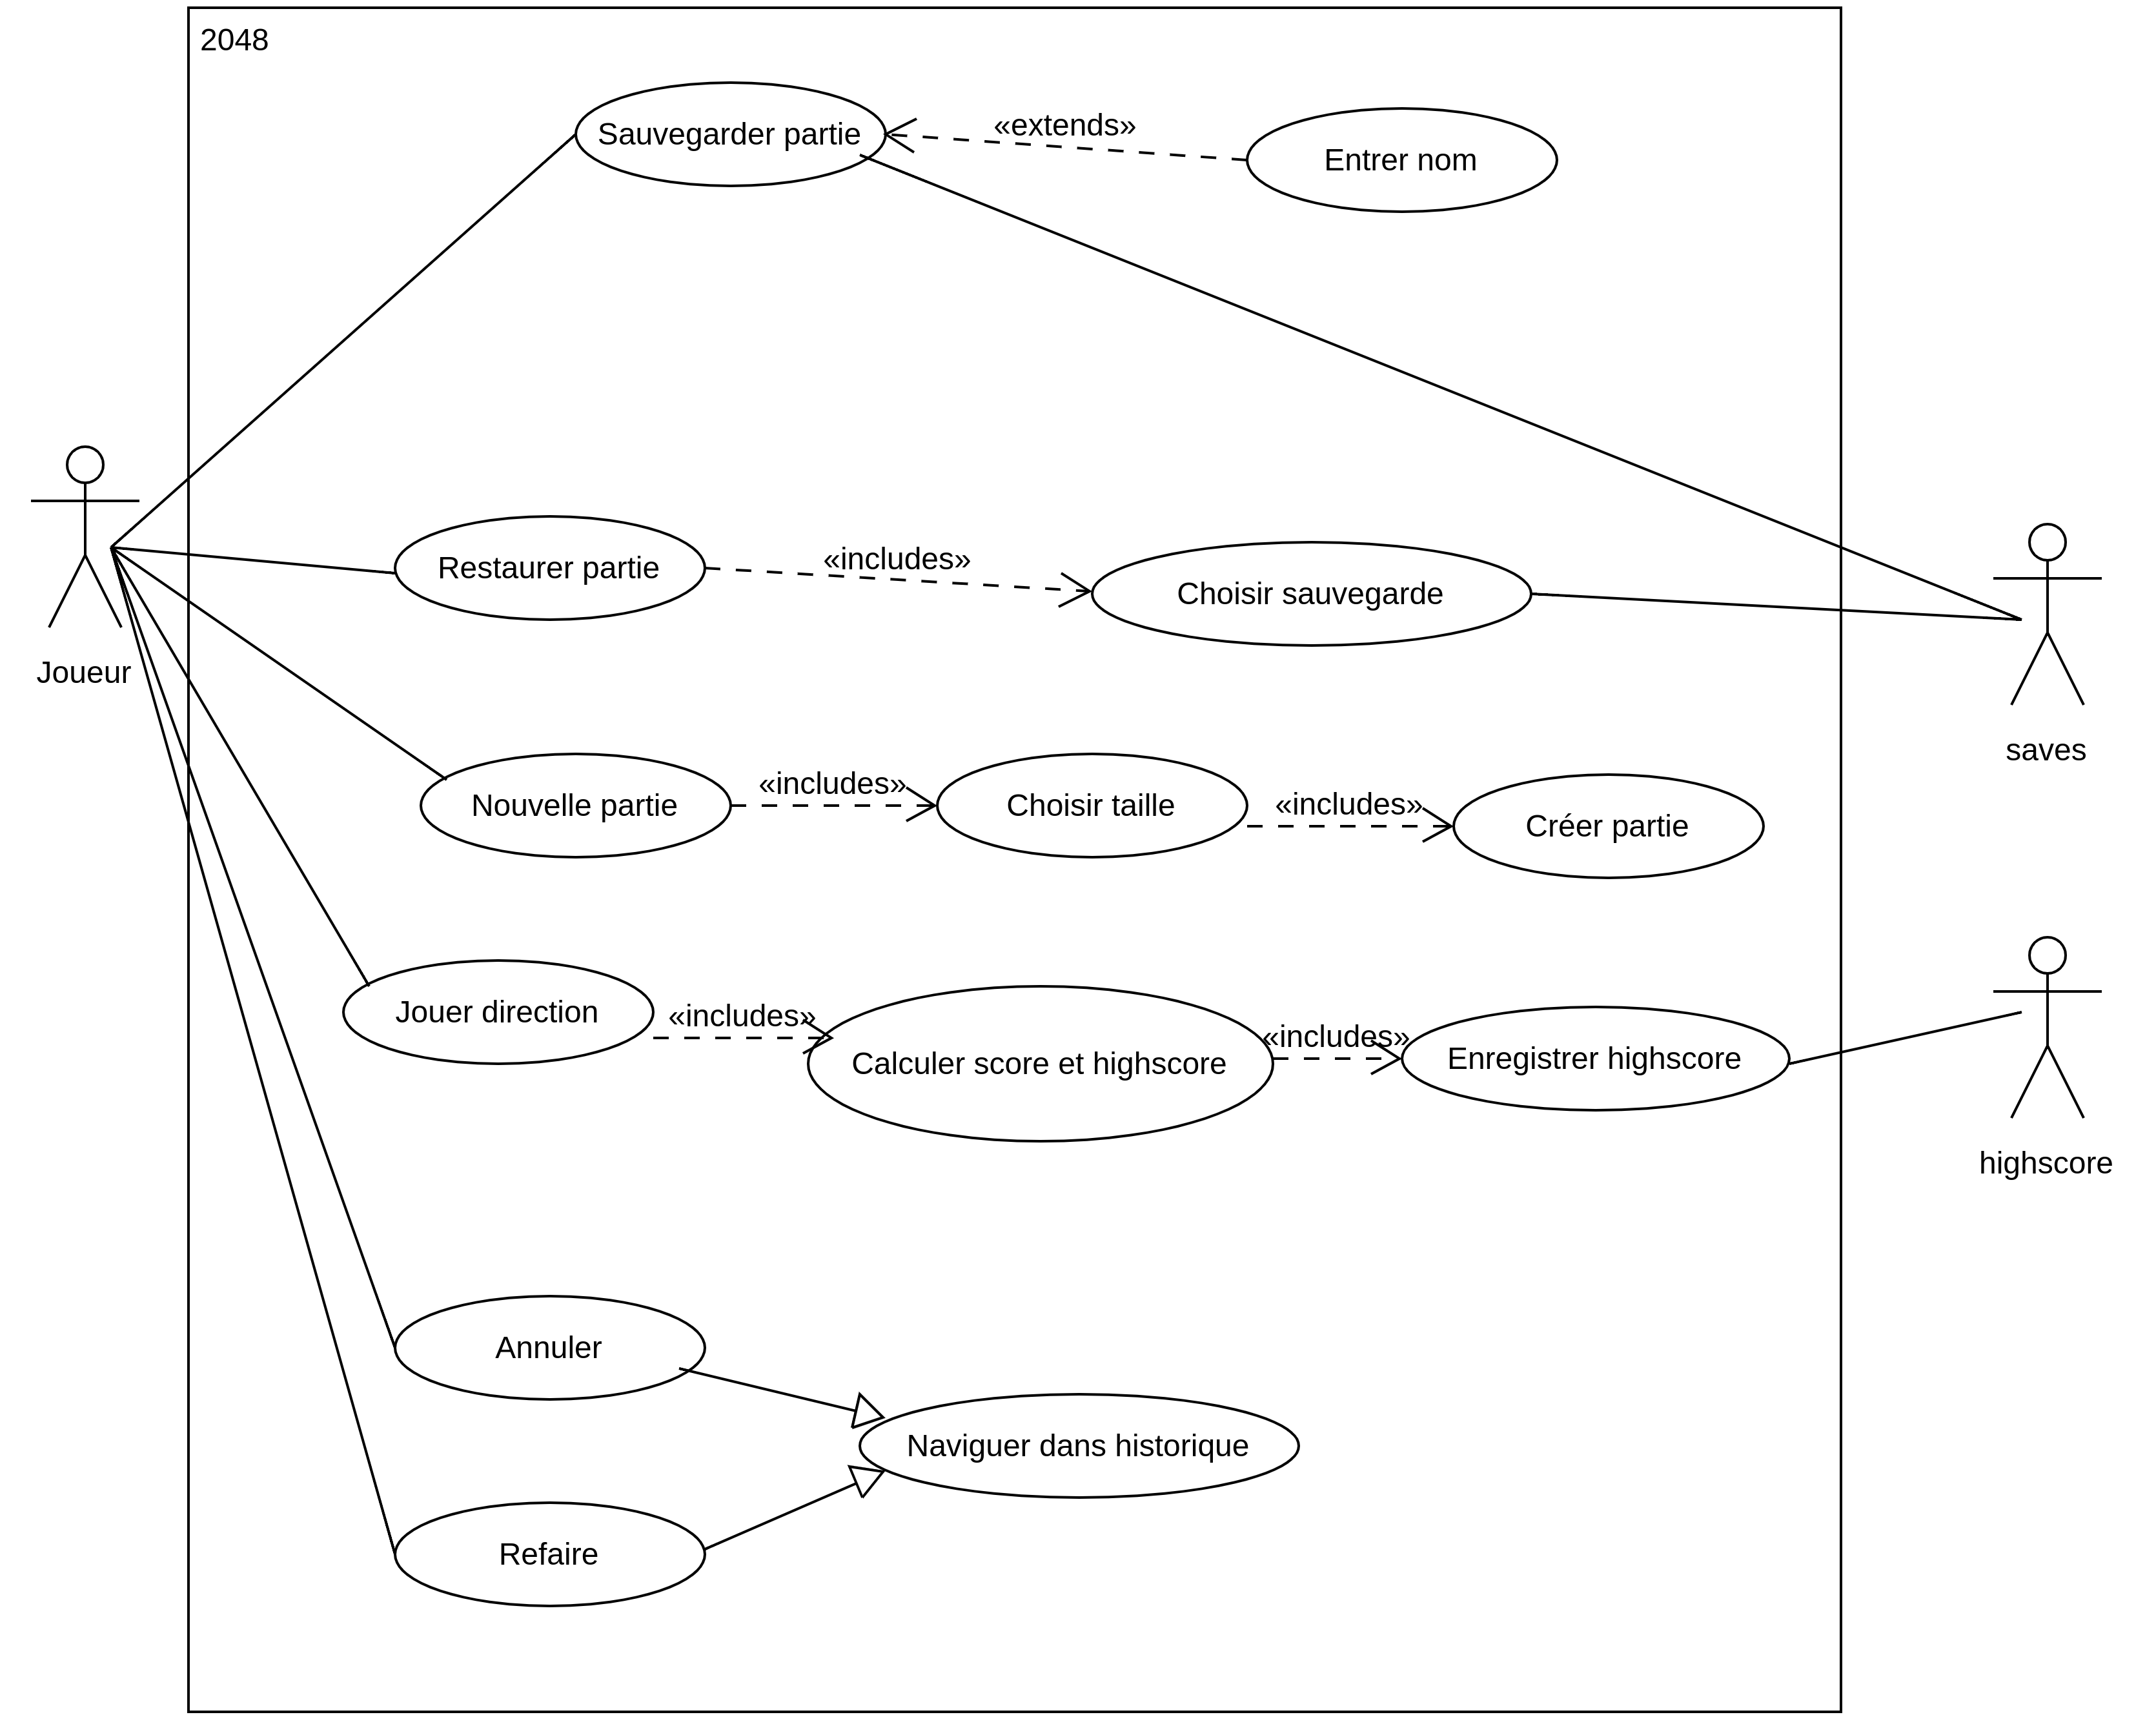 2048
Sauvegarder partie
«extends»
Entrer nom
Joueur
Restaurer partie
«includes»
Choisir sauvegarde
saves
Nouvelle partie
«includes»
Choisir taille
«includes»
Créer partie
Jouer direction
«includes»
Calculer score et highscore
«includes»
Enregistrer highscore
highscore
Annuler
Naviguer dans historique
Refaire